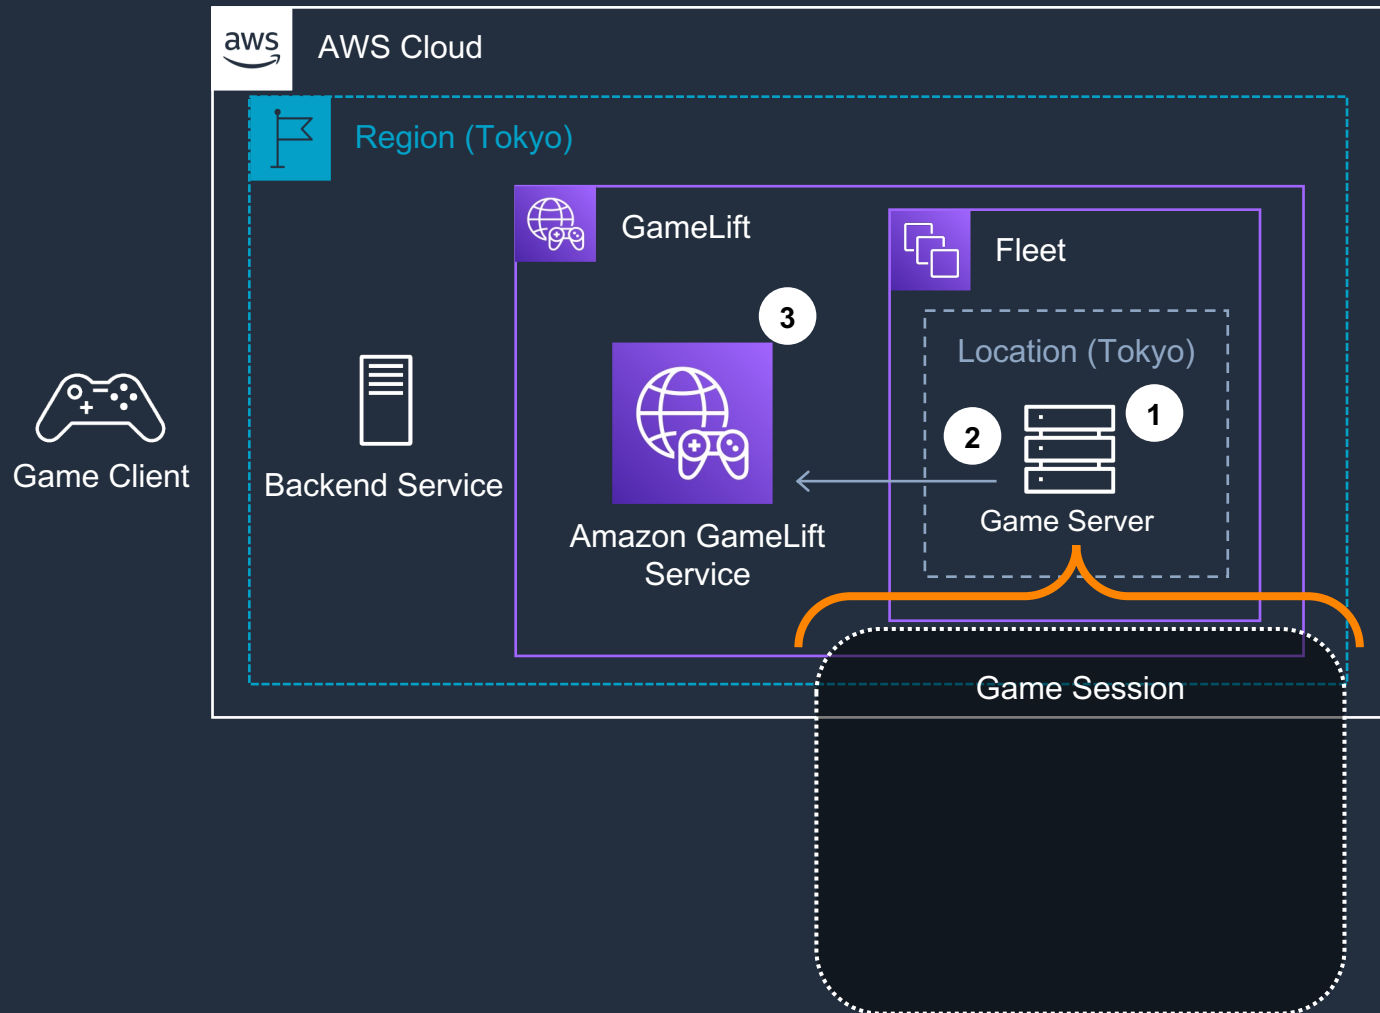 aws
AWS Cloud
Region (Tokyo)
GameLift
Fleet
3
Location (Tokyo)
1
2
Game Client
Backend Service
Game Server
Amazon GameLift
Service
Game Session